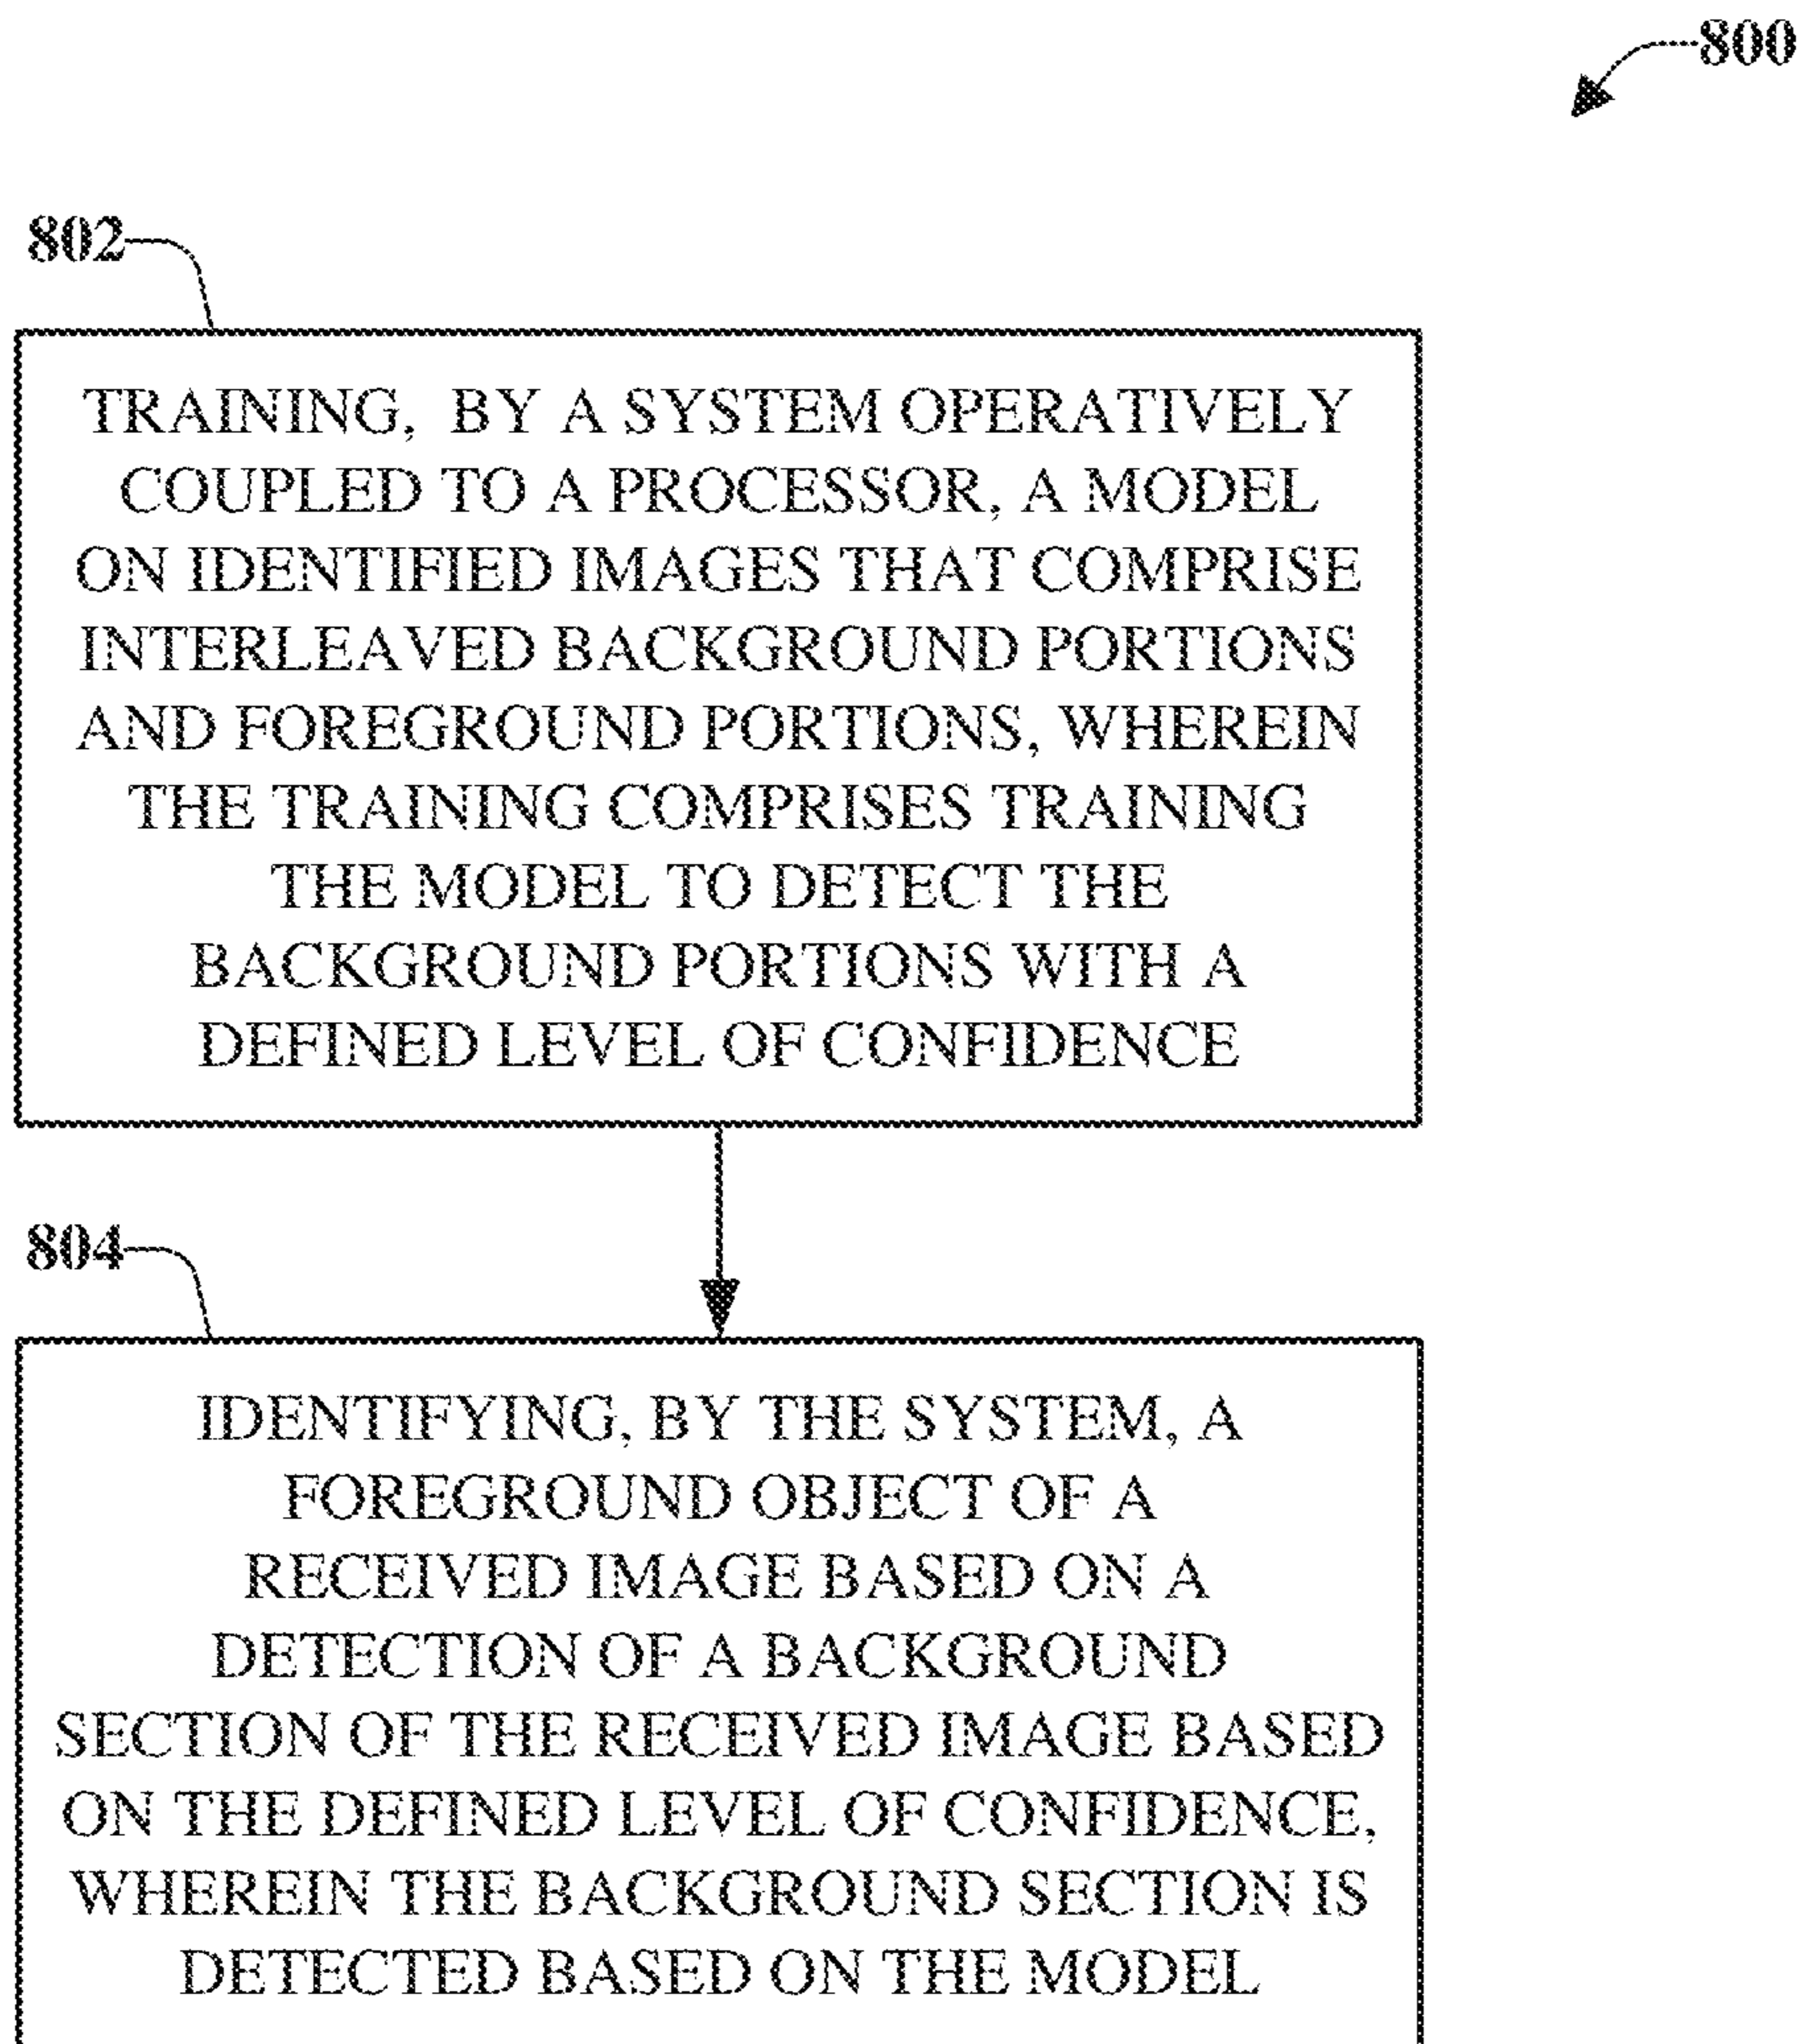 800
802
TRAINING, BY A SYSTEM OPERATIVELY
COUPLED TO A PROCESSOR, A MODEL
ON IDENTIFIED IMAGES THAT COMPRISE
INTERLEAVED BACKGROUND PORTIONS
AND FOREGROUND PORTIONS, WHEREIN
THE TRAINING COMPRISES TRAINING
THE MODEL TO DETECT THE
BACKGROUND PORTIONS WITH A
DEFINED LEVEL OF CONFIDENCE
804
IDENTIFYING, BY THE SYSTEM, A
FOREGROUND OBJECT OF A
RECEIVED IMAGE BASED ON A
DETECTION OF A BACKGROUND
SECTION OF THE RECEIVED IMAGE BASED
ON THE DEFINED LEVEL OF CONFIDENCE,
WHEREIN THE BACKGROUND SECTION IS
DETECTED BASED ON THE MODEL